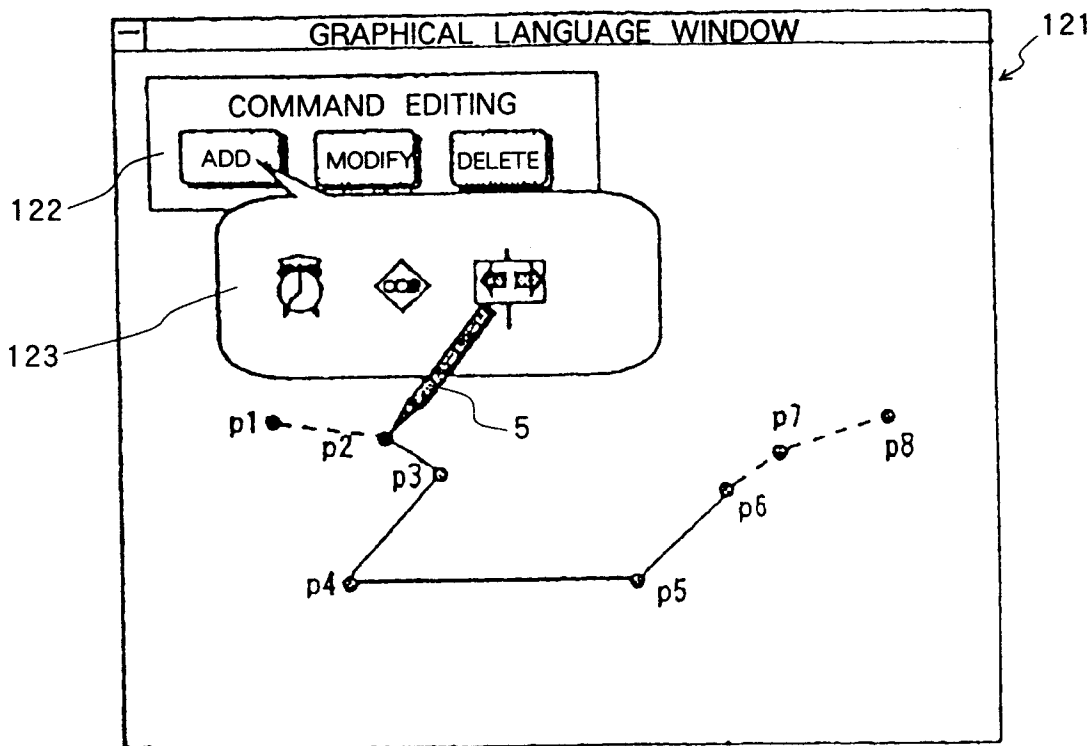 GRAPHICAL LANGUAGE WINDOW
121
COMMAND EDITING
ADD MODIFY DELETE
122
123
5
p1
p2
p3
p4
p5
p6
p7
p8